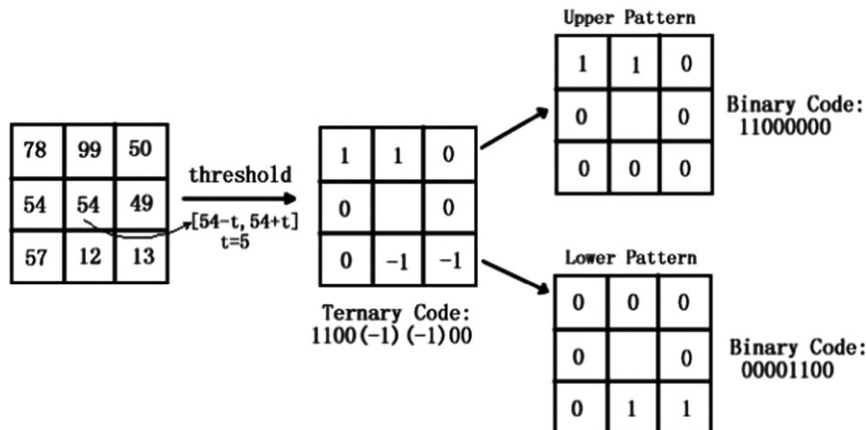 78 99 50
54 54 49
57 12 13
threshold
[54-t, 54+t]
t=5
1 1 0
0 0
0 -1 -1
Ternary Code:
1100(-1)(-1)00
Upper Pattern
1 1 0
0 0
0 0 0
Binary Code:
11000000
Lower Pattern
0 0 0
0 0
0 1 1
Binary Code:
00001100